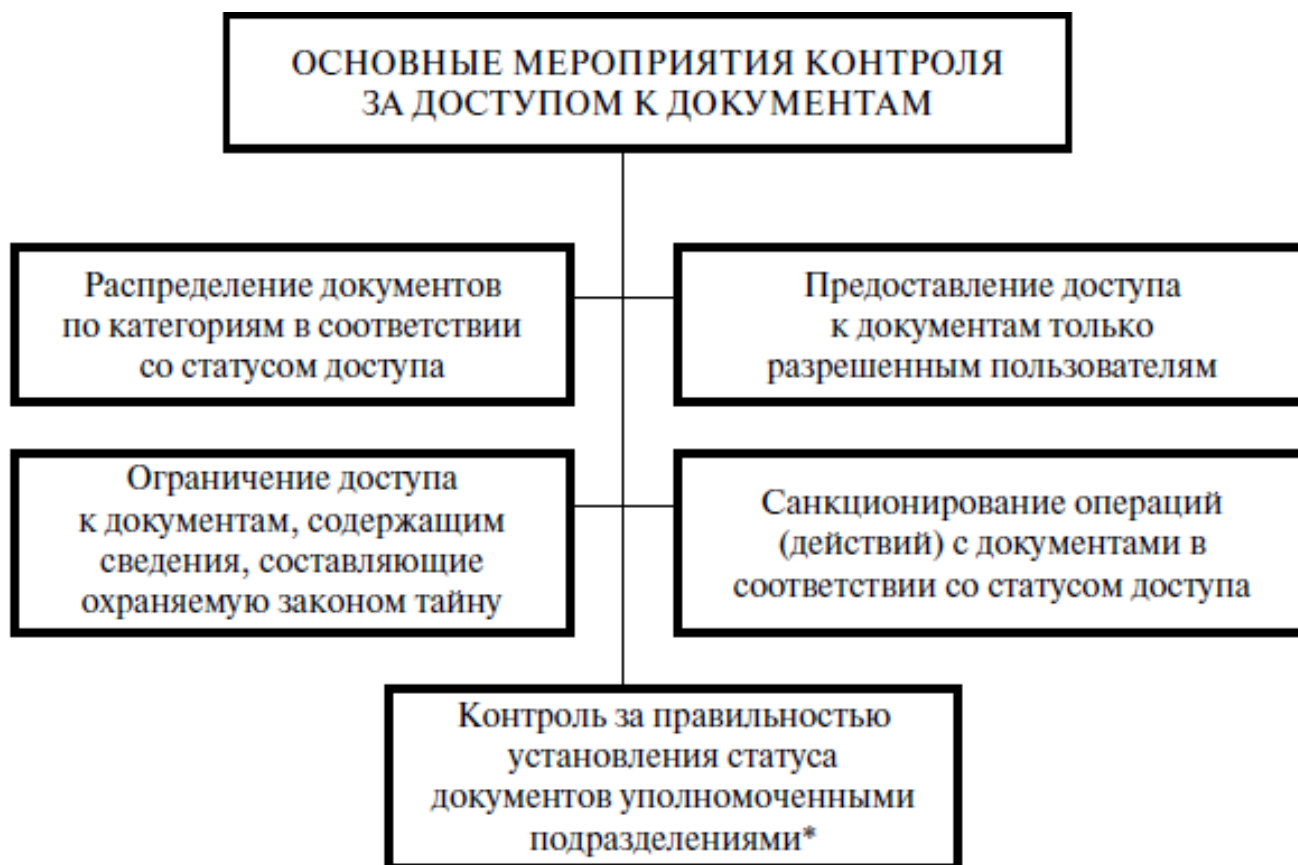 ОСНОВНЫЕ МЕРОПРИЯТИЯ КОНТРОЛЯ
ЗА ДОСТУПОМ К ДОКУМЕНТАМ
Распределение документов
по категориям в соответствии
со статусом доступа
Предоставление доступа
к документам только
разрешенным пользователям
Ограничение доступа
к документам, содержащим
сведения, составляющие
охраняемую законом тайну
Санкционирование операций
(действий) с документами в
соответствии со статусом доступа
Контроль за правильностью
установления статуса
документов уполномоченными
подразделениями*